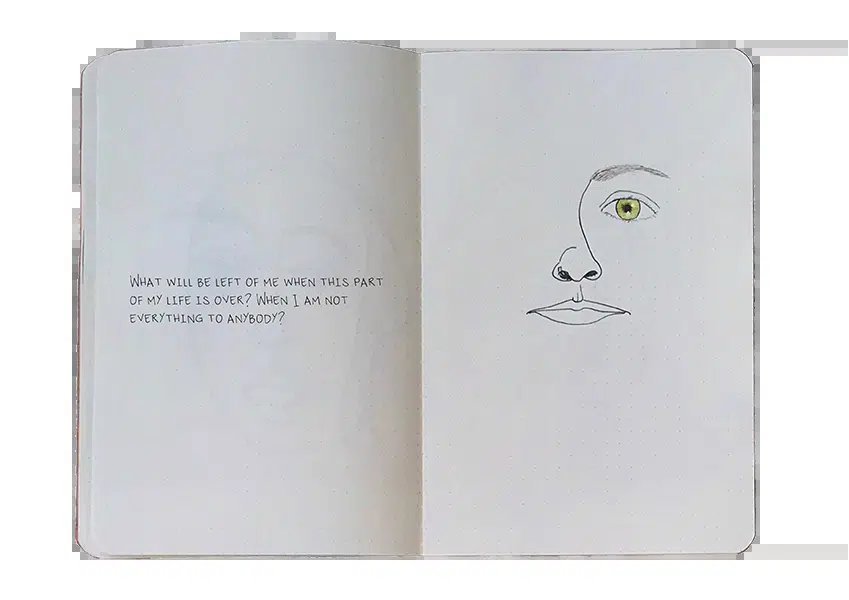 WHAT WILL BE LEFT OF ME WHEN THIS PART
OF MY LIFE IS OVER? WHEN I AM NOT
EVERYTHING TO ANYBODY?